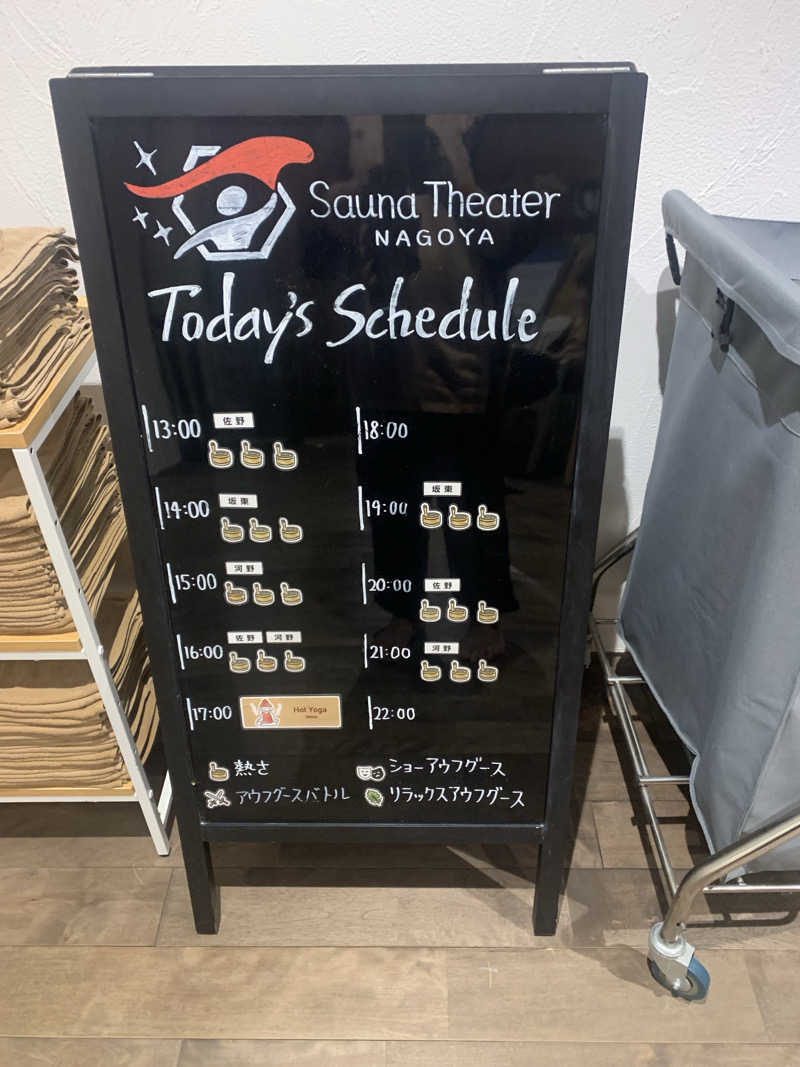 Sauna Theater
NAGOYA
Today's Schedule
13:00 佐野
14:00 坂東
15:00 河野
16:00 佐野 河野
17:00 Hot Yoga
18:00
19:00 坂東
20:00 佐野
21:00 河野
22:00
熱さ
アウフグースバトル
ショーアウフグース
リラックスアウフグース